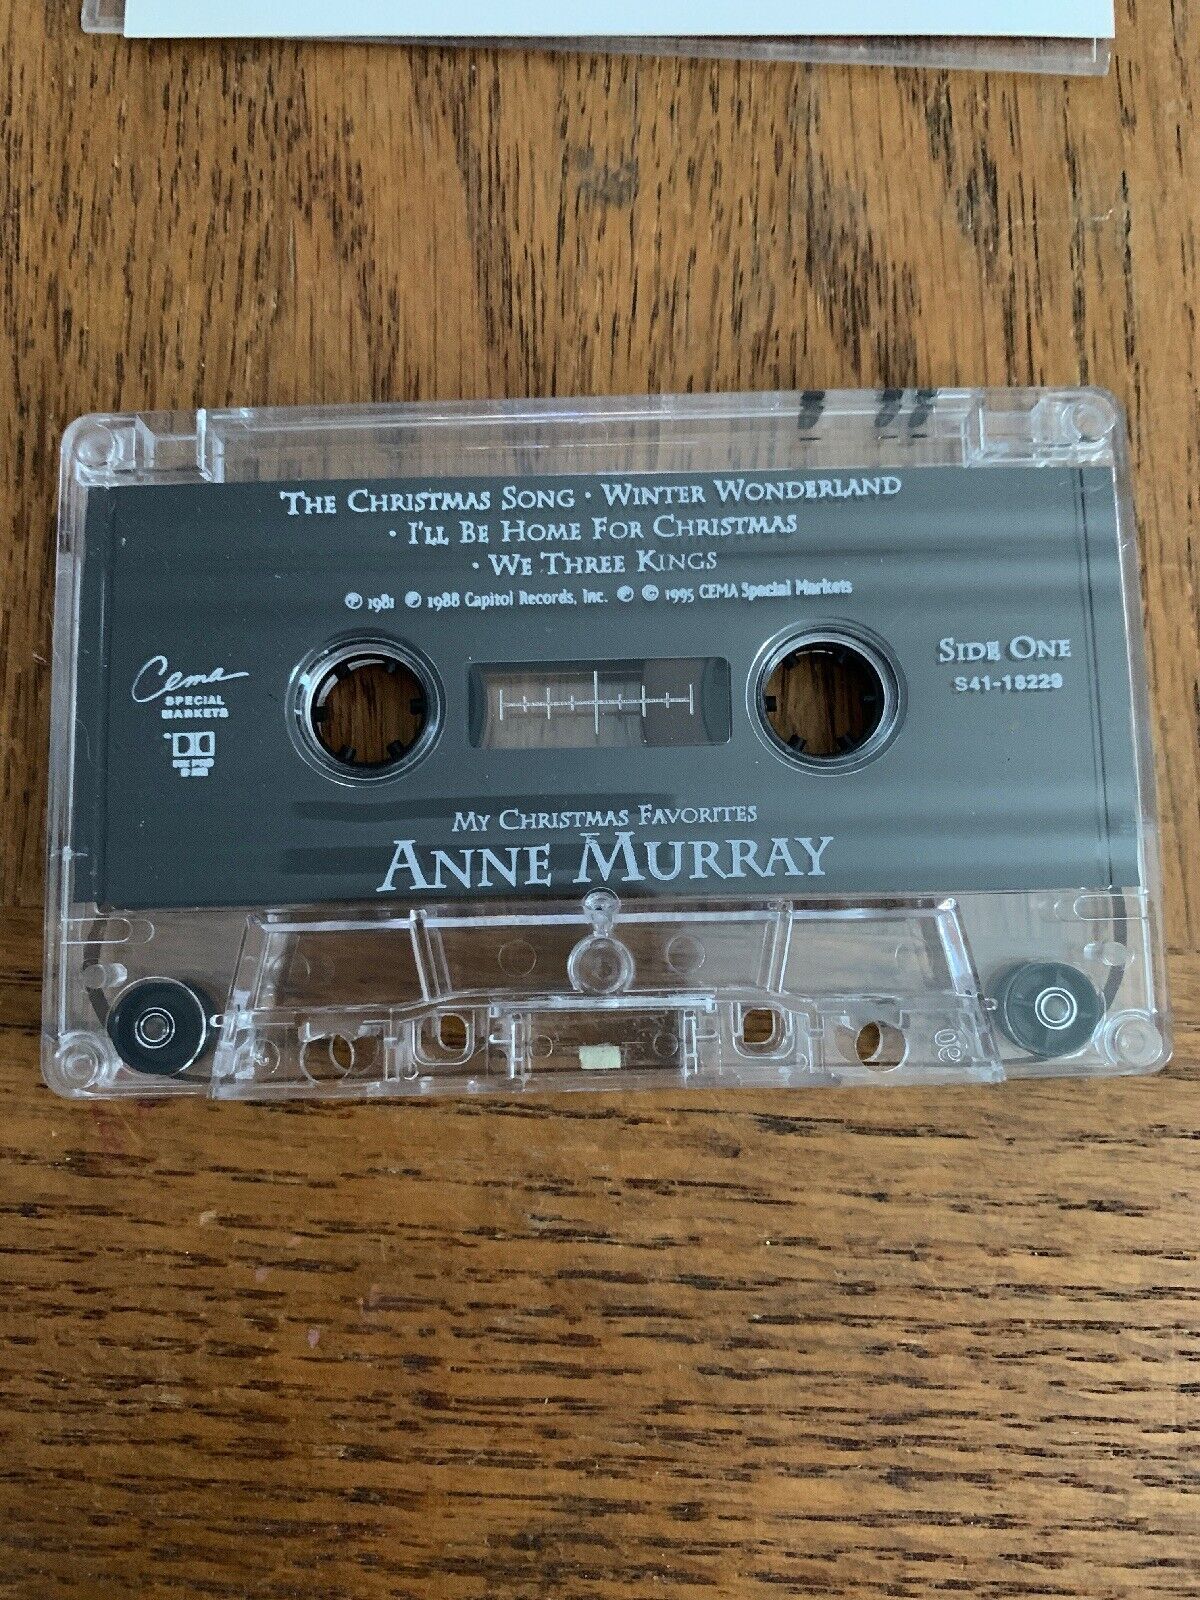 THE CHRISTMAS SONG • WINTER WONDERLAND
• I'LL BE HOME FOR CHRISTMAS
• WE THREE KINGS
℗ 1981 ℗ 1988 Capitol Records, Inc. ℗ © 1995 CEMA Special Markets
SIDE ONE
S41-18229
Cema
SPECIAL
MARKETS
MY CHRISTMAS FAVORITES
ANNE MURRAY